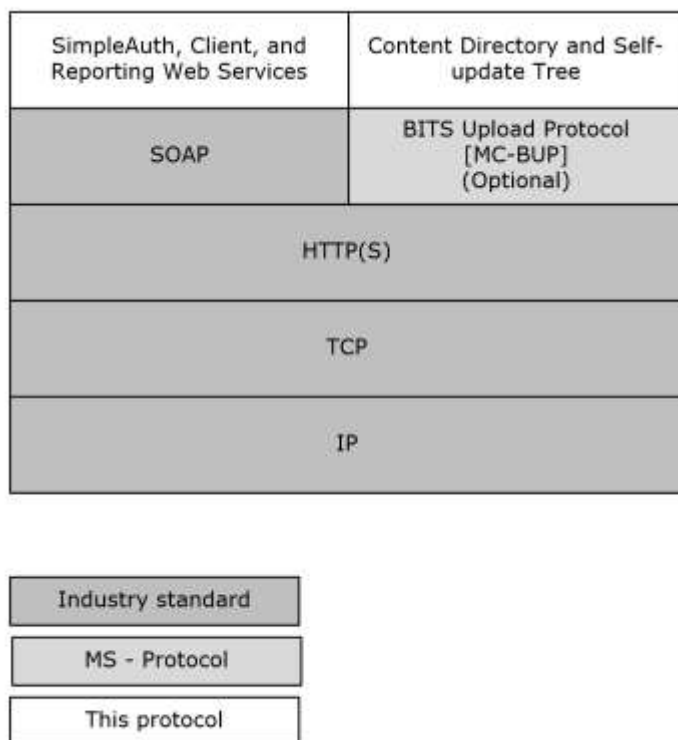 SimpleAuth, Client, and
Reporting Web Services
Content Directory and Self-
update Tree
SOAP
BITS Upload Protocol
[MC-BUP]
(Optional)
HTTP(S)
TCP
IP
Industry standard
MS - Protocol
This protocol